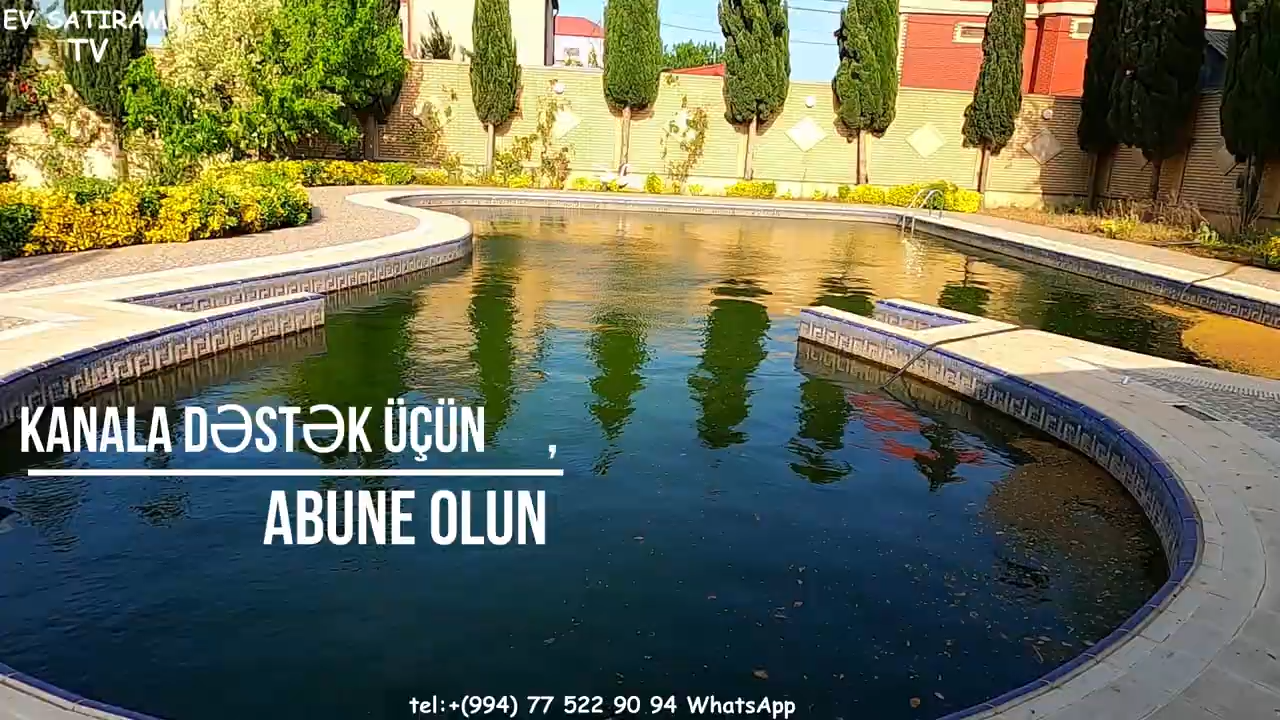 EV SATIRAM
TV
KANALA DƏSTƏK ÜÇÜN ,
ABUNE OLUN
tel:+(994) 77 522 90 94 WhatsApp